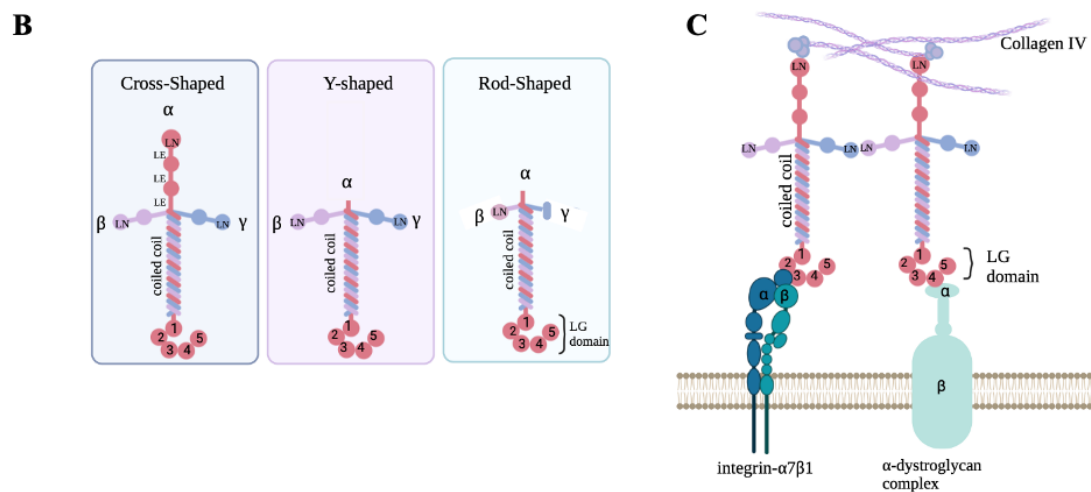 B
Cross-Shaped
α
LN
LE
LE
LE
β
LN
LN
γ
coiled coil
1
2
5
3
4
Y-shaped
α
β
LN
LN
γ
coiled coil
1
2
5
3
4
Rod-Shaped
α
β
LN
γ
coiled coil
1
2
5
3
4
LG
domain
C
Collagen IV
LN
LN
LN
LN
LN
LN
coiled coil
coiled coil
1
2
5
3
4
1
2
5
3
4
LG
domain
α
β
α
β
integrin-α7β1
α-dystroglycan
complex